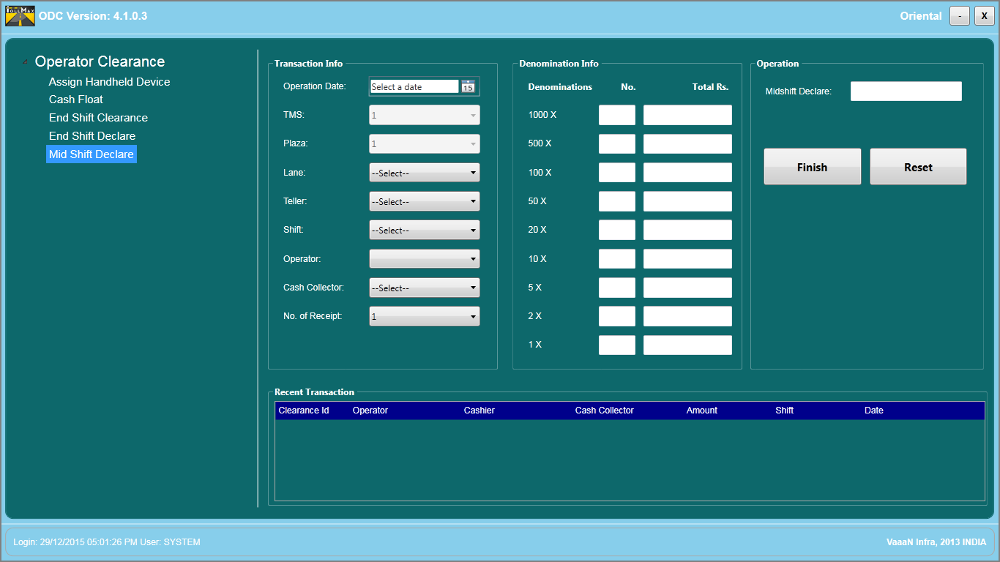 TOLLMAX
ODC Version: 4.1.0.3
Oriental
-
X
Operator Clearance
Assign Handheld Device
Cash Float
End Shift Clearance
End Shift Declare
Mid Shift Declare
Transaction Info
Operation Date: Select a date 15
TMS: 1
Plaza: 1
Lane: --Select--
Teller: --Select--
Shift: --Select--
Operator:
Cash Collector: --Select--
No. of Receipt: 1
Denomination Info
Denominations No. Total Rs.
1000 X
500 X
100 X
50 X
20 X
10 X
5 X
2 X
1 X
Operation
Midshift Declare:
Finish Reset
Recent Transaction
Clearance Id Operator Cashier Cash Collector Amount Shift Date
Login: 29/12/2015 05:01:26 PM User: SYSTEM
VaaaN Infra, 2013 INDIA